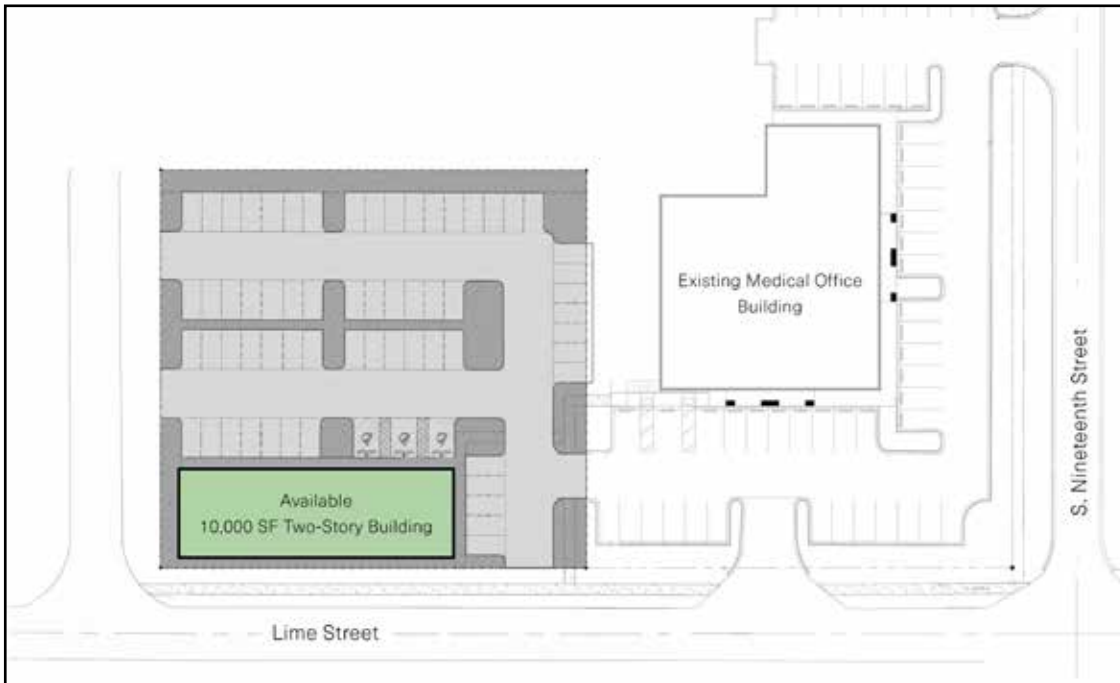 Existing Medical Office
Building
Available
10,000 SF Two-Story Building
S. Nineteenth Street
Lime Street